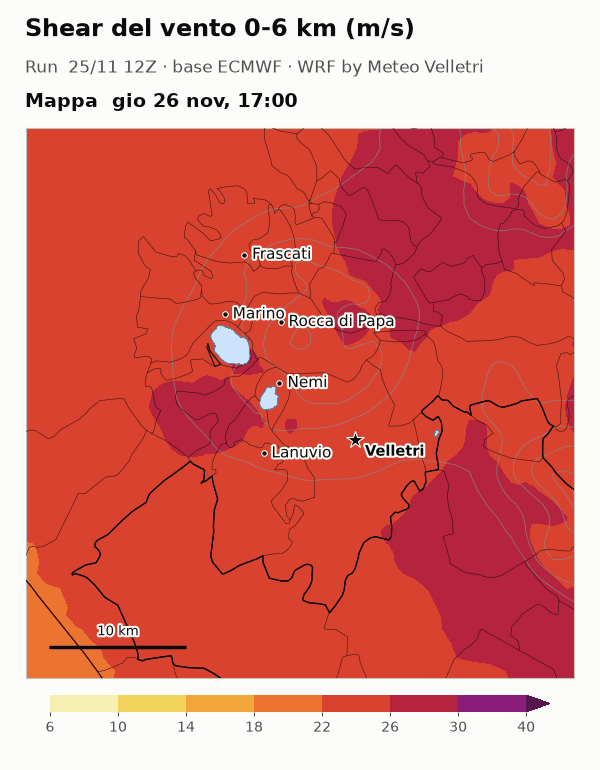 Shear del vento 0-6 km (m/s)
Run  25/11 12Z · base ECMWF · WRF by Meteo Velletri
Mappa  gio 26 nov, 17:00
Frascati
Marino
Rocca di Papa
Nemi
Velletri
Lanuvio
10 km
6 10 14 18 22 26 30 40